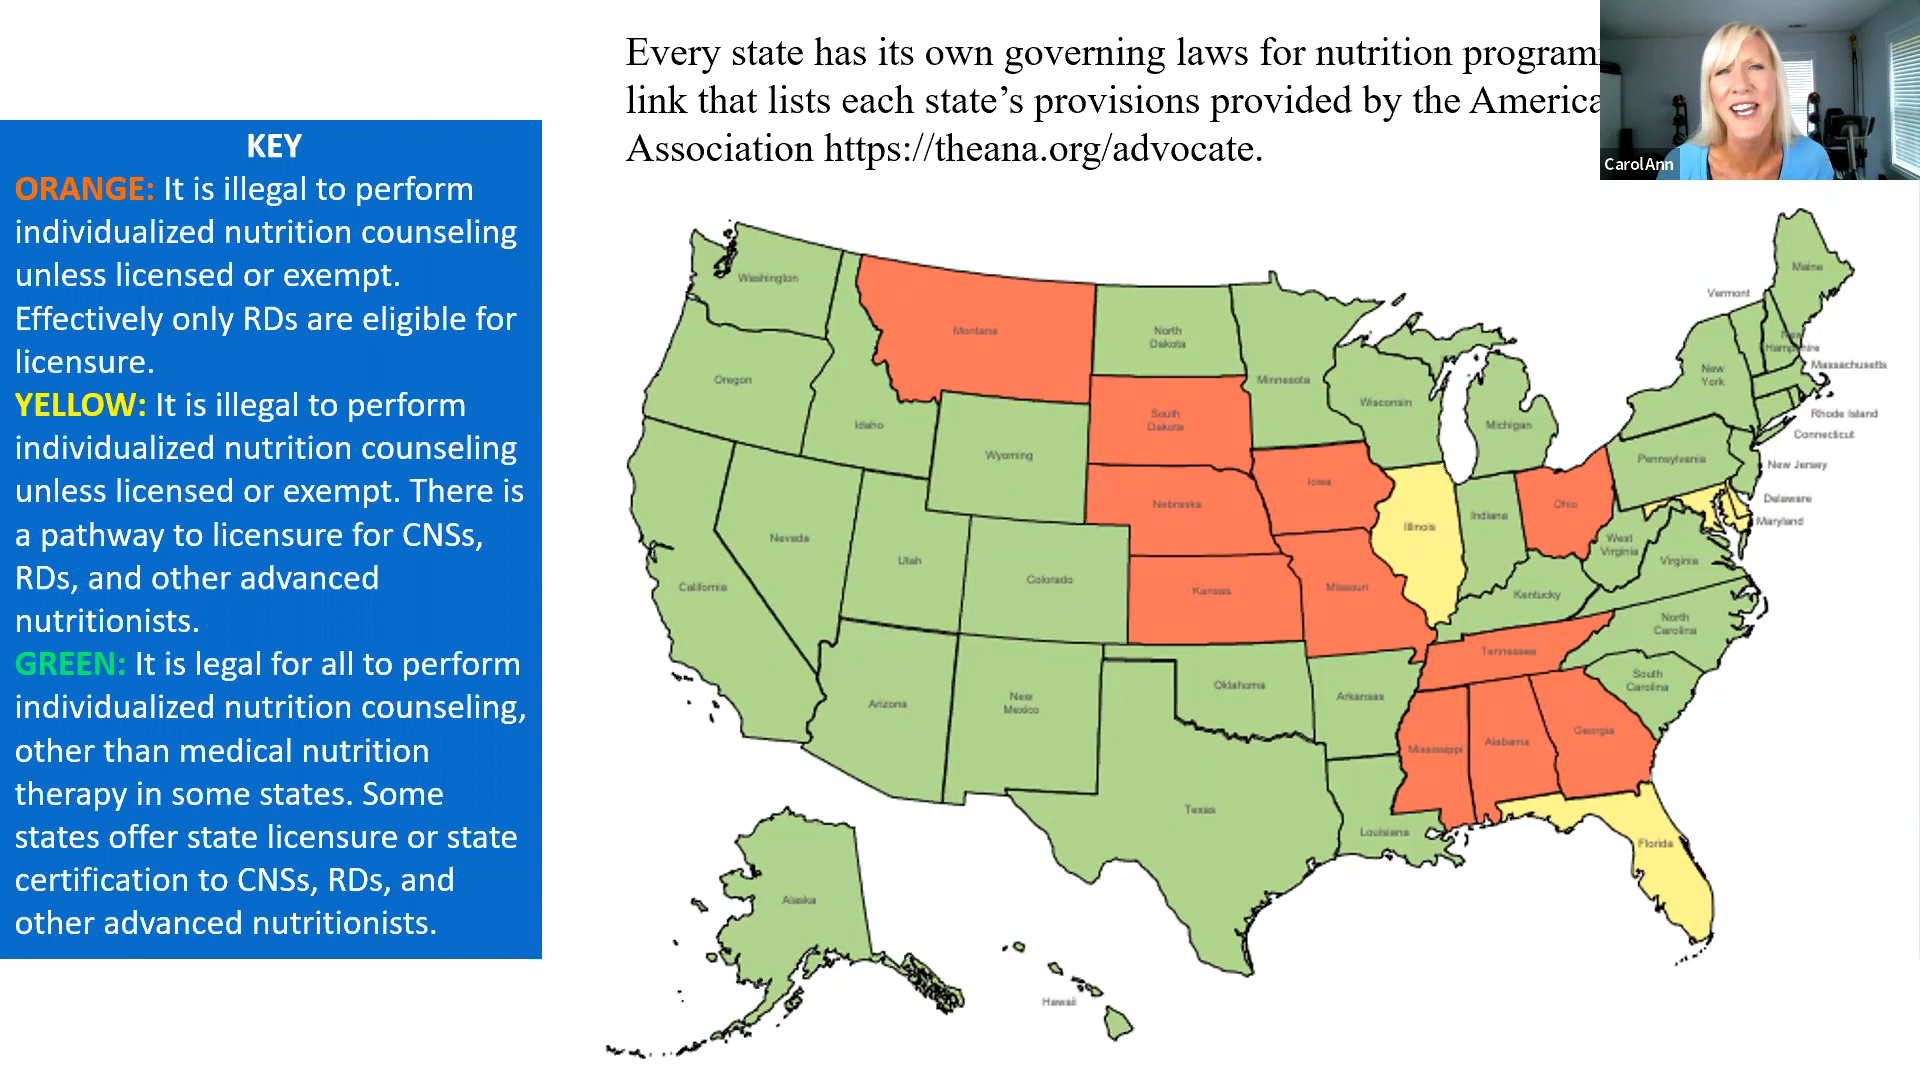 Every state has its own governing laws for nutrition program
link that lists each state’s provisions provided by the America
Association https://theana.org/advocate.
CarolAnn
KEY
ORANGE: It is illegal to perform
individualized nutrition counseling
unless licensed or exempt.
Effectively only RDs are eligible for
licensure.
YELLOW: It is illegal to perform
individualized nutrition counseling
unless licensed or exempt. There is
a pathway to licensure for CNSs,
RDs, and other advanced
nutritionists.
GREEN: It is legal for all to perform
individualized nutrition counseling,
other than medical nutrition
therapy in some states. Some
states offer state licensure or state
certification to CNSs, RDs, and
other advanced nutritionists.
Washington
Oregon
California
Nevada
Idaho
Montana
Wyoming
Utah
Arizona
Colorado
New
Mexico
North
Dakota
South
Dakota
Nebraska
Kansas
Oklahoma
Texas
Minnesota
Iowa
Missouri
Arkansas
Louisiana
Wisconsin
Illinois
Michigan
Indiana
Ohio
Kentucky
Tennessee
Mississippi
Alabama
Georgia
Florida
South
Carolina
North
Carolina
Virginia
West
Virginia
Pennsylvania
New
York
Vermont
New
Hampshire
Maine
Massachusetts
Rhode Island
Connecticut
New Jersey
Delaware
Maryland
Alaska
Hawaii